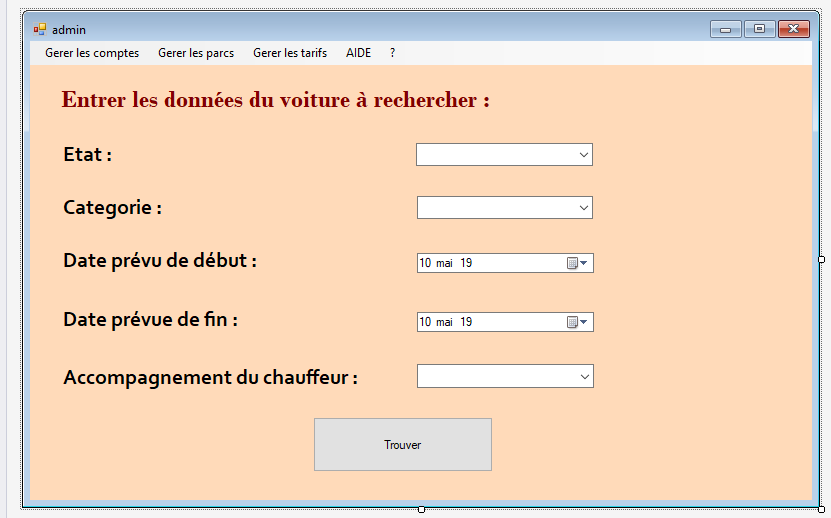 admin
Gerer les comptes Gerer les parcs Gerer les tarifs AIDE ?
Entrer les données du voiture à rechercher :
Etat :
Categorie :
Date prévu de début : 10 mai 19
Date prévue de fin : 10 mai 19
Accompagnement du chauffeur :
Trouver